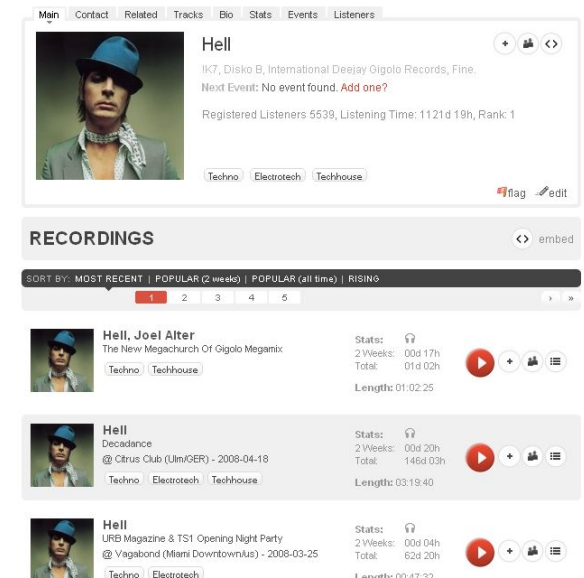 Main Contact Related Tracks Bio Stats Events Listeners
Hell
!K7, Disko B, International Deejay Gigolo Records, Fine.
Next Event: No event found. Add one?
Registered Listeners 5539, Listening Time: 1121d 19h, Rank: 1
Techno Electrotech Techhouse
flag edit
RECORDINGS
embed
SORT BY: MOST RECENT | POPULAR (2 weeks) | POPULAR (all time) | RISING
1 2 3 4 5 › »
Hell, Joel Alter
The New Megachurch Of Gigolo Megamix
Techno Techhouse
Stats:
2 Weeks: 00d 17h
Total: 01d 02h
Length: 01:02:25
Hell
Decadance
@ Citrus Club (Ulm/GER) - 2008-04-18
Techno Electrotech Techhouse
Stats:
2 Weeks: 00d 20h
Total: 146d 03h
Length: 03:19:40
Hell
URB Magazine & TS1 Opening Night Party
@ Vagabond (Miami Downtown/us) - 2008-03-25
Techno Electrotech
Stats:
2 Weeks: 00d 04h
Total: 62d 20h
Length: 00:47:32